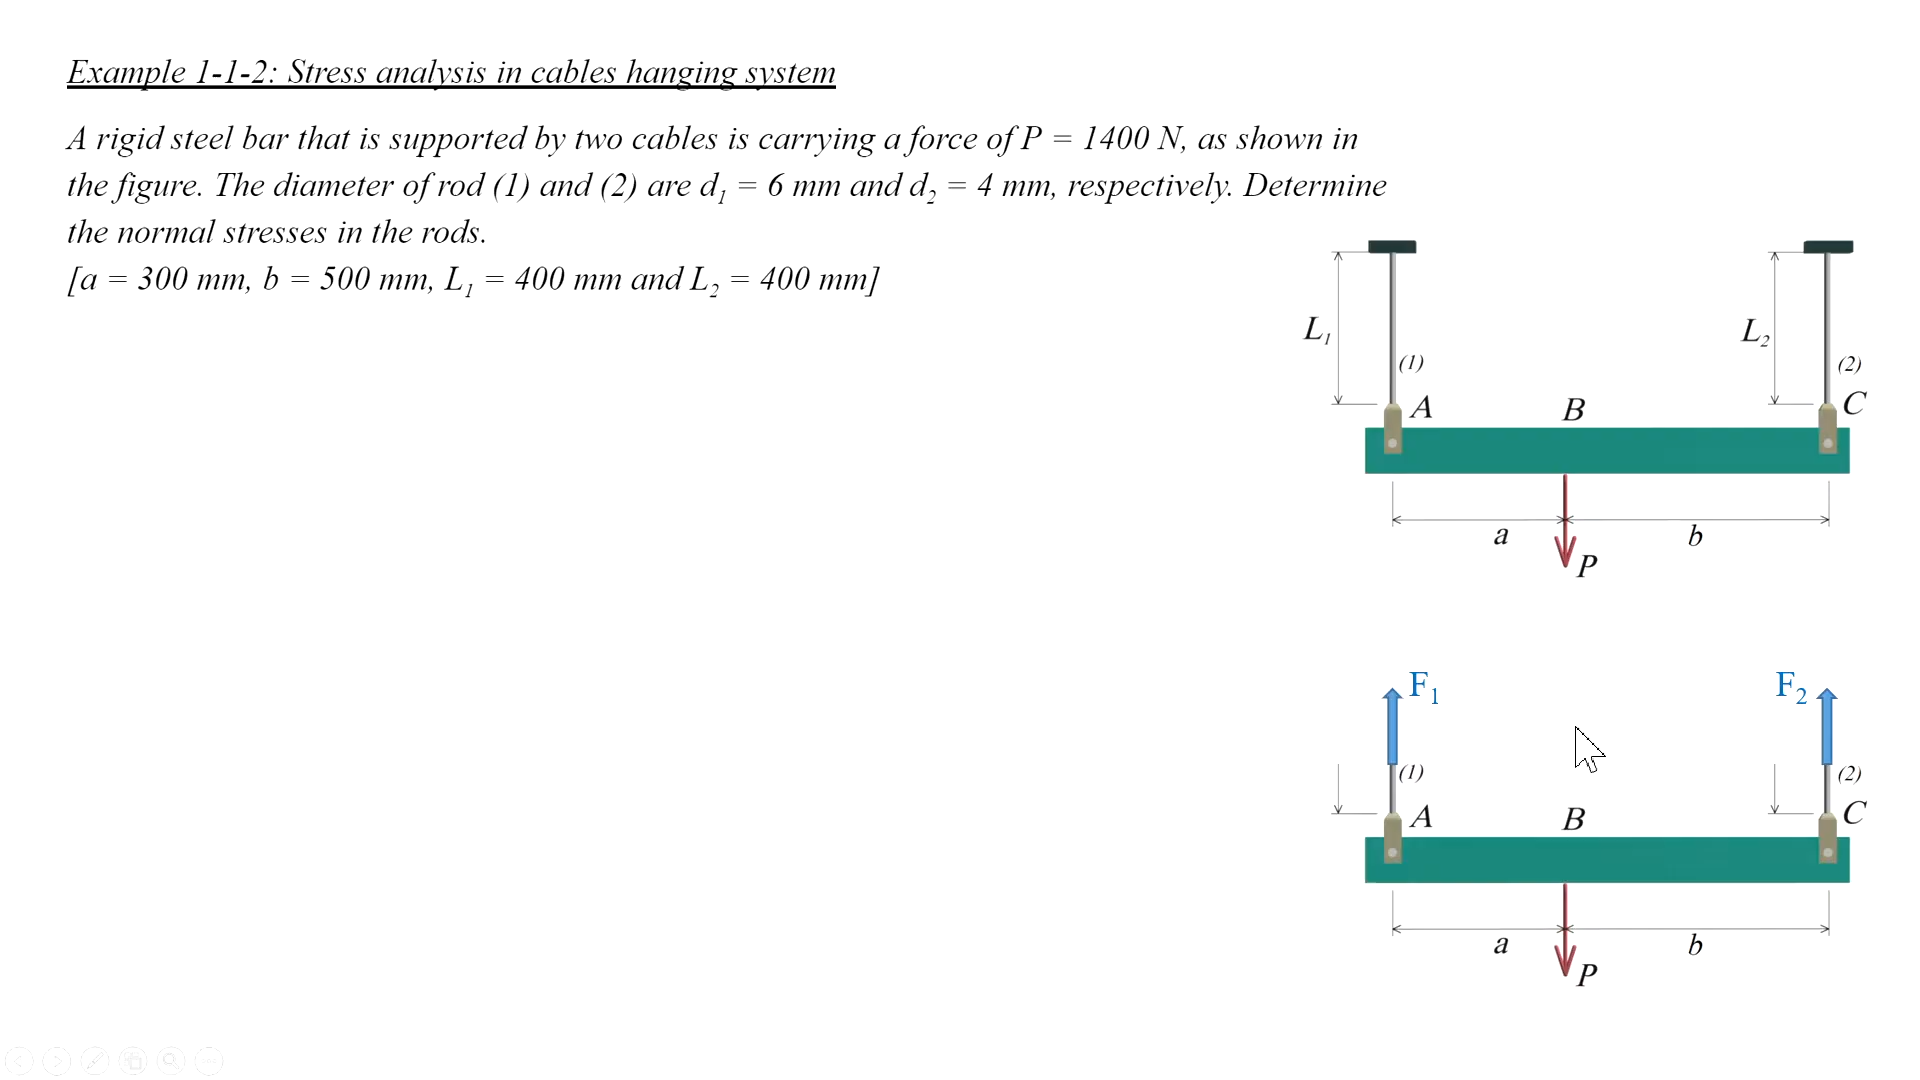 Example 1-1-2: Stress analysis in cables hanging system
A rigid steel bar that is supported by two cables is carrying a force of P = 1400 N, as shown in
the figure. The diameter of rod (1) and (2) are d₁ = 6 mm and d₂ = 4 mm, respectively. Determine
the normal stresses in the rods.
[a = 300 mm, b = 500 mm, L₁ = 400 mm and L₂ = 400 mm]
L₁
L₂
(1)
(2)
A
B
C
a
b
P
F₁
F₂
(1)
(2)
A
B
C
a
b
P